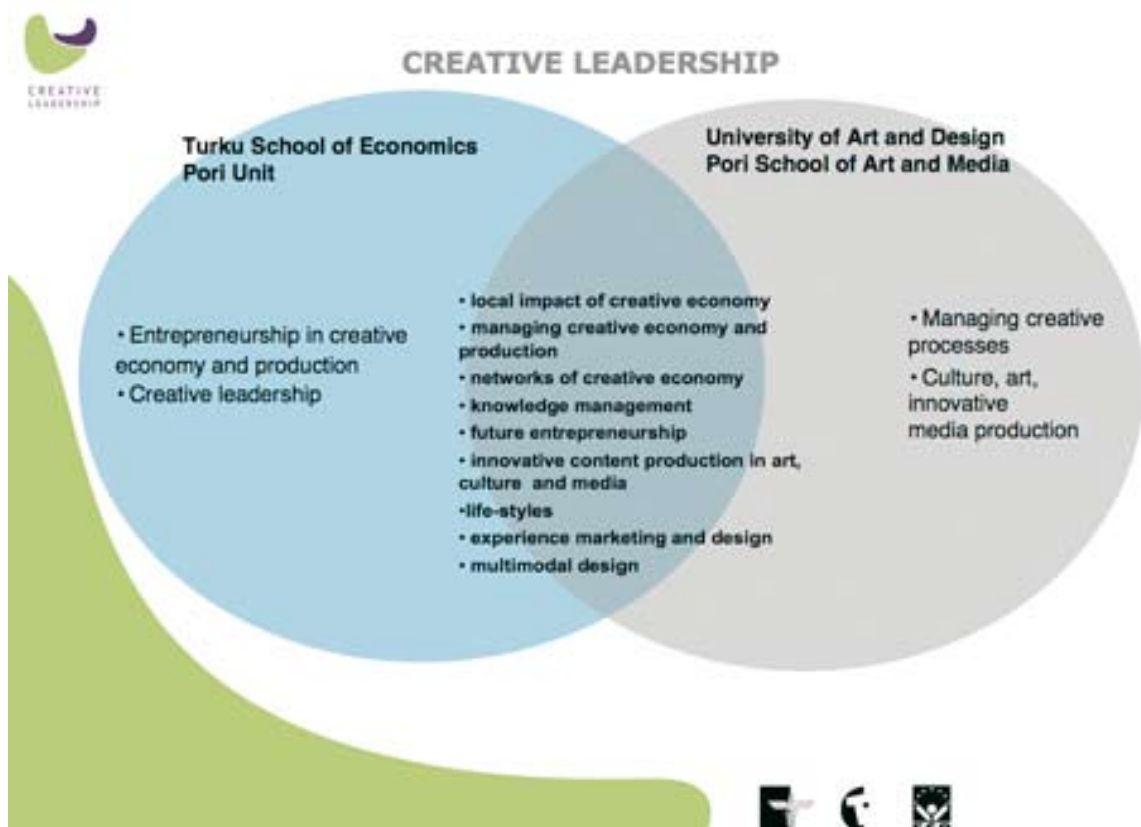 CREATIVE
LEADERSHIP
CREATIVE LEADERSHIP
Turku School of Economics
Pori Unit
University of Art and Design
Pori School of Art and Media
• Entrepreneurship in creative
economy and production
• Creative leadership
• local impact of creative economy
• managing creative economy and
production
• networks of creative economy
• knowledge management
• future entrepreneurship
• innovative content production in art,
culture and media
•life-styles
• experience marketing and design
• multimodal design
• Managing creative
processes
• Culture, art,
innovative
media production